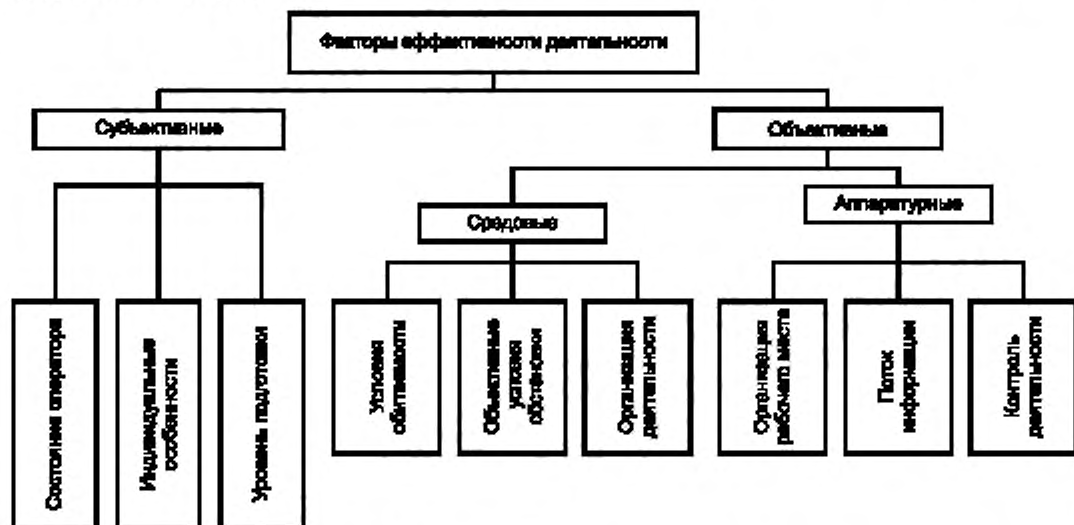 Факторы эффективности деятельности
Субъективные
Объективные
Средовые
Аппаратурные
Состояние оператора
Индивидуальные
особенности
Уровень подготовки
Условия
обитаемости
Объективные
условия
обстановки
Организация
деятельности
Организация
рабочего места
Поток
информации
Контроль
деятельности